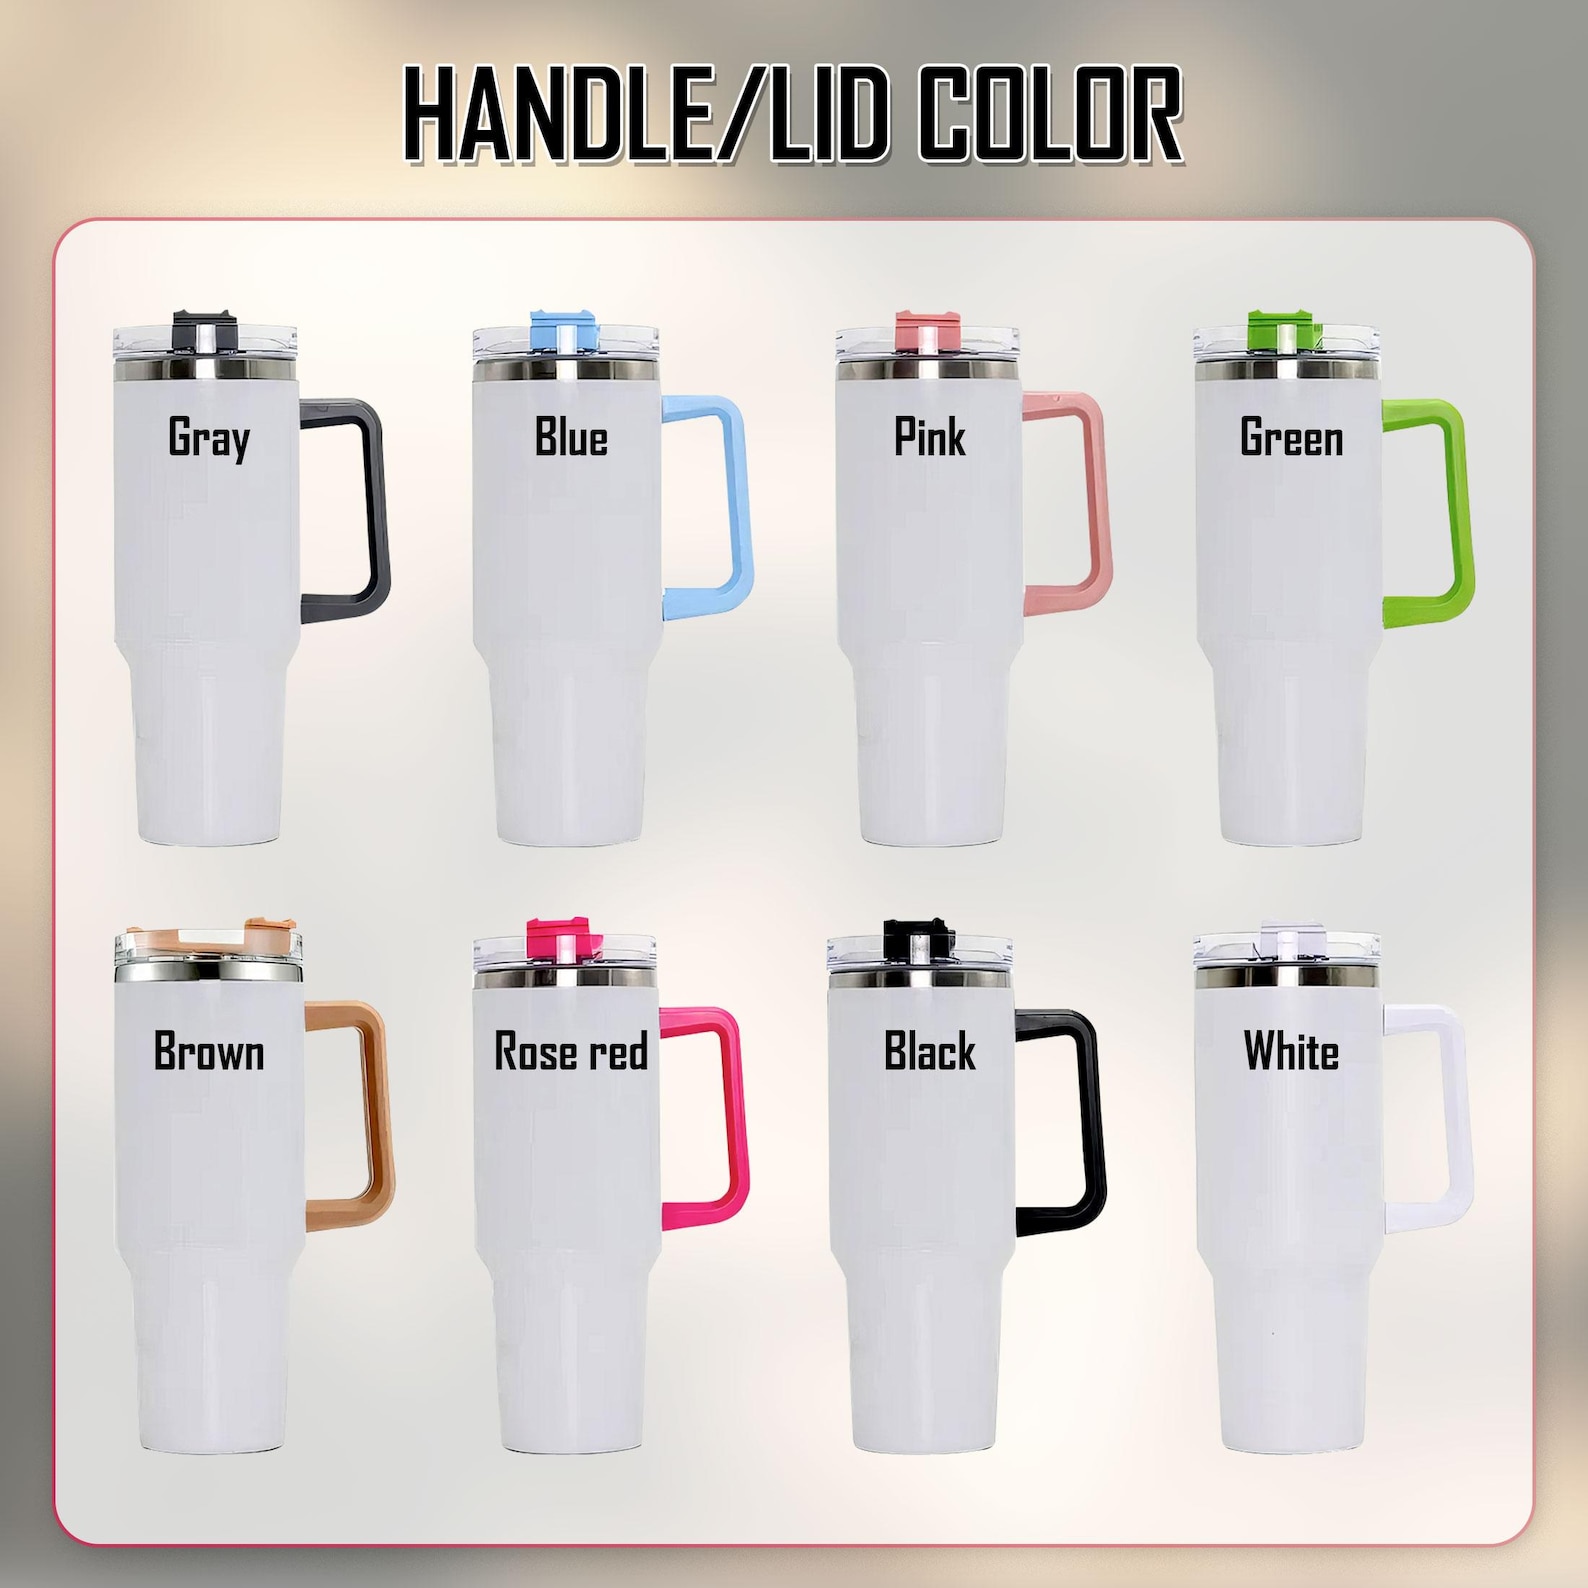 HANDLE/LID COLOR
Gray
Blue
Pink
Green
Brown
Rose red
Black
White